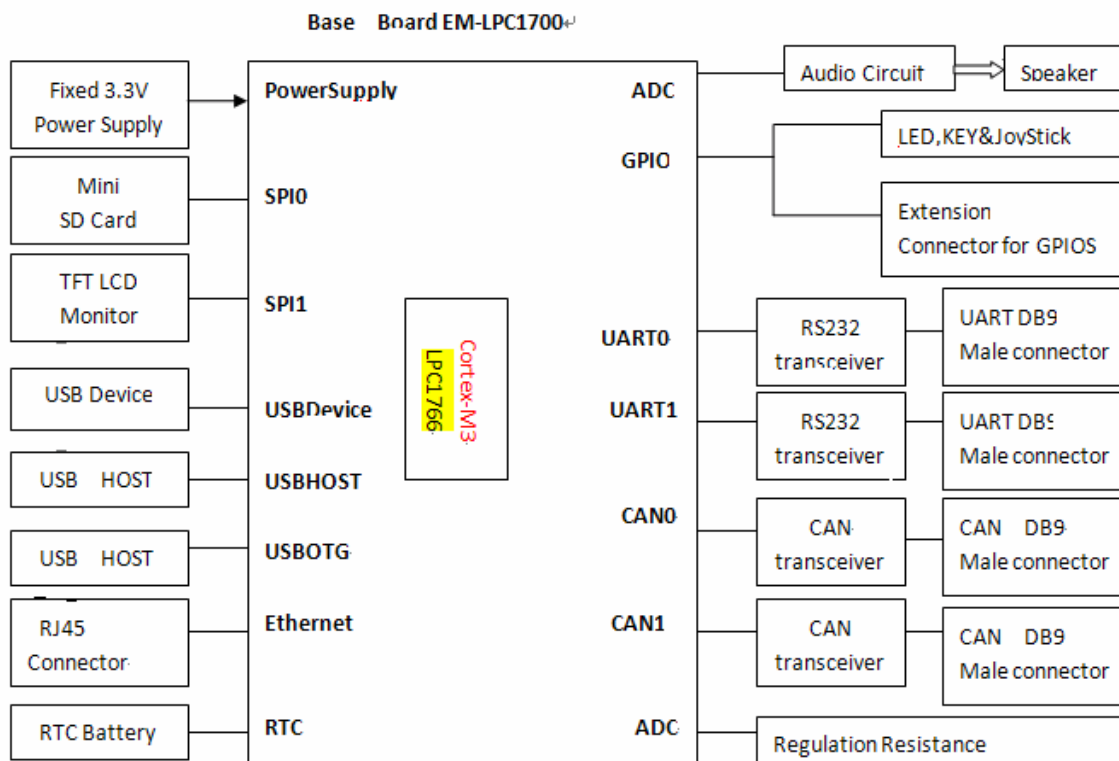 Base Board EM-LPC1700
Fixed 3.3V
Power Supply
Mini
SD Card
TFT LCD
Monitor
USB Device
USB HOST
USB HOST
RJ45
Connector
RTC Battery
PowerSupply
SPI0
SPI1
USBDevice
USBHOST
USBOTG
Ethernet
RTC
Cortex-M3
LPC1766
ADC
GPIO
UART0
UART1
CAN0
CAN1
ADC
Audio Circuit
Speaker
LED,KEY&JoyStick
Extension
Connector for GPIOS
RS232
transceiver
UART DB9
Male connector
RS232
transceiver
UART DB9
Male connector
CAN
transceiver
CAN DB9
Male connector
CAN
transceiver
CAN DB9
Male connector
Regulation Resistance